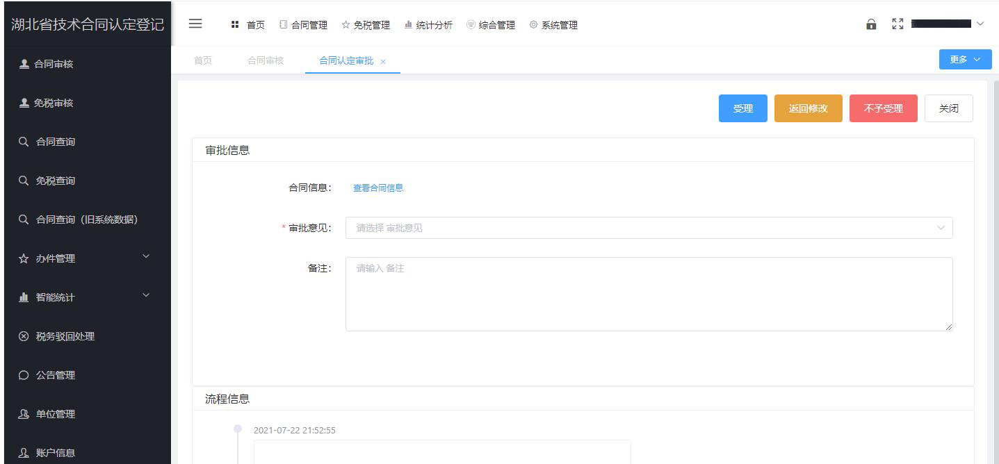 湖北省技术合同认定登记
首页 合同管理 免税管理 统计分析 综合管理 系统管理
首页 合同审核 合同认定审批 × 更多
合同审核
免税审核
合同查询
免税查询
合同查询（旧系统数据）
办件管理
智能统计
税务驳回处理
公告管理
单位管理
账户信息
受理 返回修改 不予受理 关闭
审批信息
合同信息： 查看合同信息
* 审批意见： 请选择 审批意见
备注： 请输入 备注
流程信息
2021-07-22 21:52:55